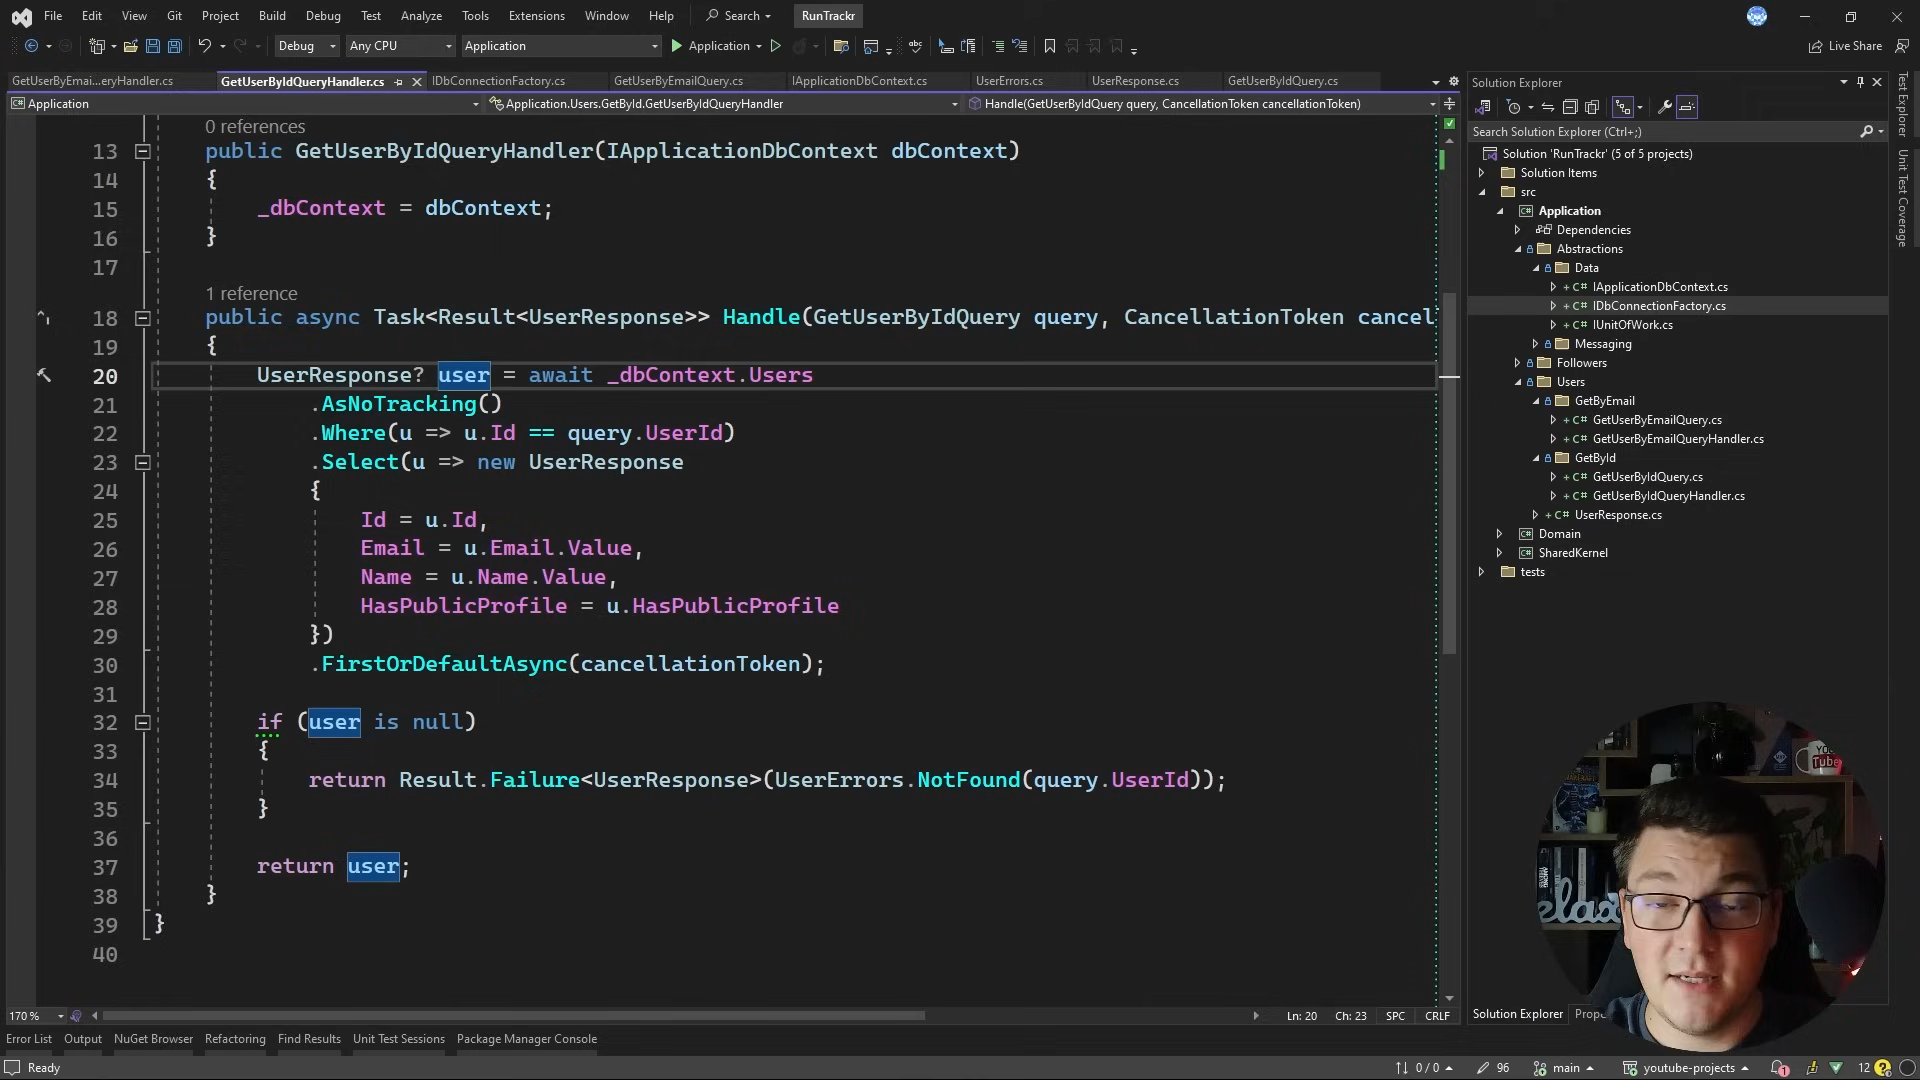 File Edit View Git Project Build Debug Test Analyze Tools Extensions Window Help Search RunTrackr
Debug Any CPU Application Application Live Share
GetUserByEmai...eryHandler.cs GetUserByIdQueryHandler.cs IDbConnectionFactory.cs GetUserByEmailQuery.cs IApplicationDbContext.cs UserErrors.cs UserResponse.cs GetUserByIdQuery.cs
Application Application.Users.GetById.GetUserByIdQueryHandler Handle(GetUserByIdQuery query, CancellationToken cancellationToken)
0 references
13 public GetUserByIdQueryHandler(IApplicationDbContext dbContext)
14 {
15 _dbContext = dbContext;
16 }
17
1 reference
18 public async Task<Result<UserResponse>> Handle(GetUserByIdQuery query, CancellationToken cancel
19 {
20 UserResponse? user = await _dbContext.Users
21 .AsNoTracking()
22 .Where(u => u.Id == query.UserId)
23 .Select(u => new UserResponse
24 {
25 Id = u.Id,
26 Email = u.Email.Value,
27 Name = u.Name.Value,
28 HasPublicProfile = u.HasPublicProfile
29 })
30 .FirstOrDefaultAsync(cancellationToken);
31
32 if (user is null)
33 {
34 return Result.Failure<UserResponse>(UserErrors.NotFound(query.UserId));
35 }
36
37 return user;
38 }
39 }
40
170 % Ln: 20 Ch: 23 SPC CRLF
Error List Output NuGet Browser Refactoring Find Results Unit Test Sessions Package Manager Console
Ready 0 / 0 96 main youtube-projects 1 12
Solution Explorer
Search Solution Explorer (Ctrl+;)
Solution 'RunTrackr' (5 of 5 projects)
Solution Items
src
Application
Dependencies
Abstractions
Data
IApplicationDbContext.cs
IDbConnectionFactory.cs
IUnitOfWork.cs
Messaging
Followers
Users
GetByEmail
GetUserByEmailQuery.cs
GetUserByEmailQueryHandler.cs
GetById
GetUserByIdQuery.cs
GetUserByIdQueryHandler.cs
UserResponse.cs
Domain
SharedKernel
tests
Solution Explorer Prope
Test Explorer
Unit Test Coverage
YOU
Tube
elax